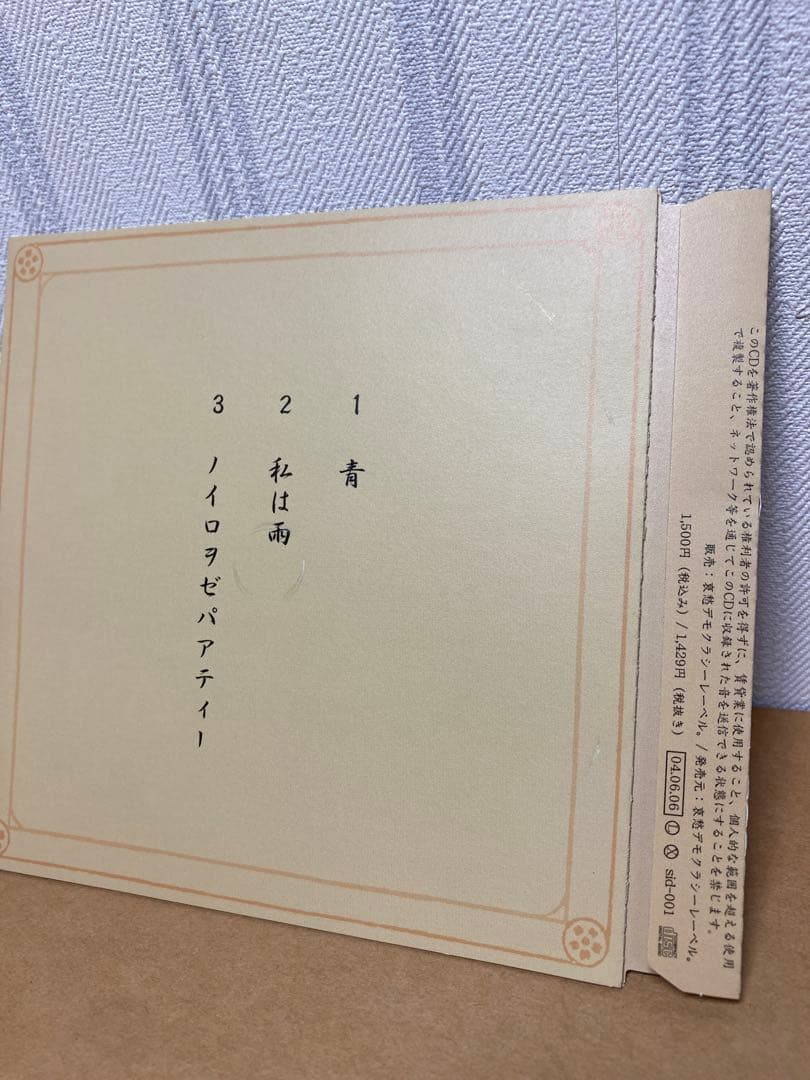 1 青
2 私は雨
3 ノイロヲゼパアティー
このCDを著作権法で認められている権利者の許可を得ずに、賃貸業に使用すること、個人的な範囲を超える使用
で複製すること、ネットワーク等を通じてこのCDに収録された音を送信できる状態にすることを禁じます。
販売：哀愁デモクラシーレーベル。/発売元：哀愁デモクラシーレーベル。
1,500円（税込み）/1,429円（税抜き） 04.06.06 Ⓛ Ⓧ sid-001 disc